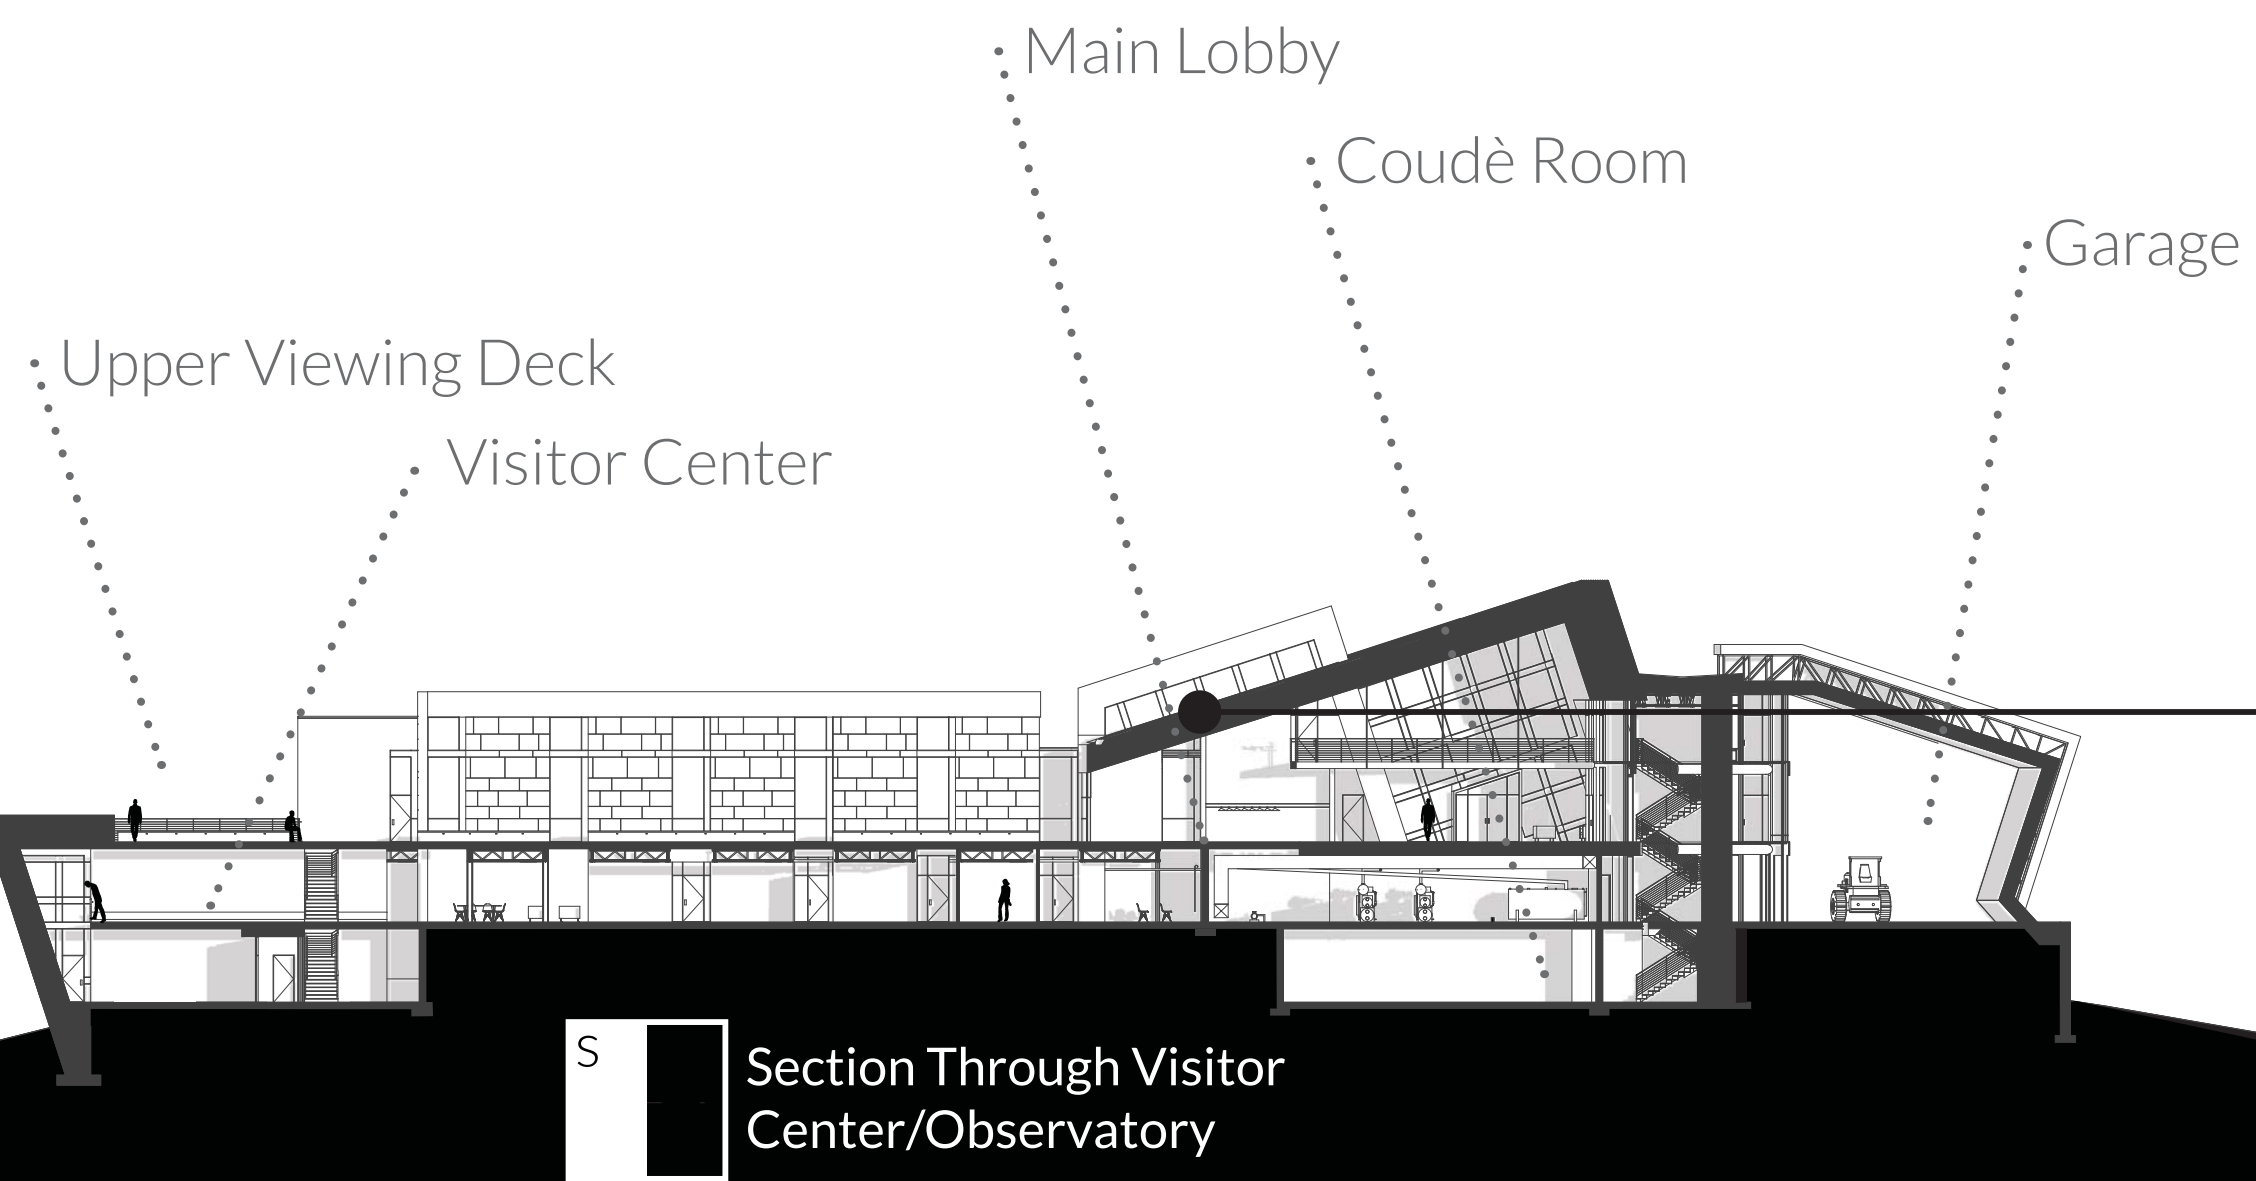 Main Lobby
Coudè Room
Garage
Upper Viewing Deck
Visitor Center
S
Section Through Visitor
Center/Observatory